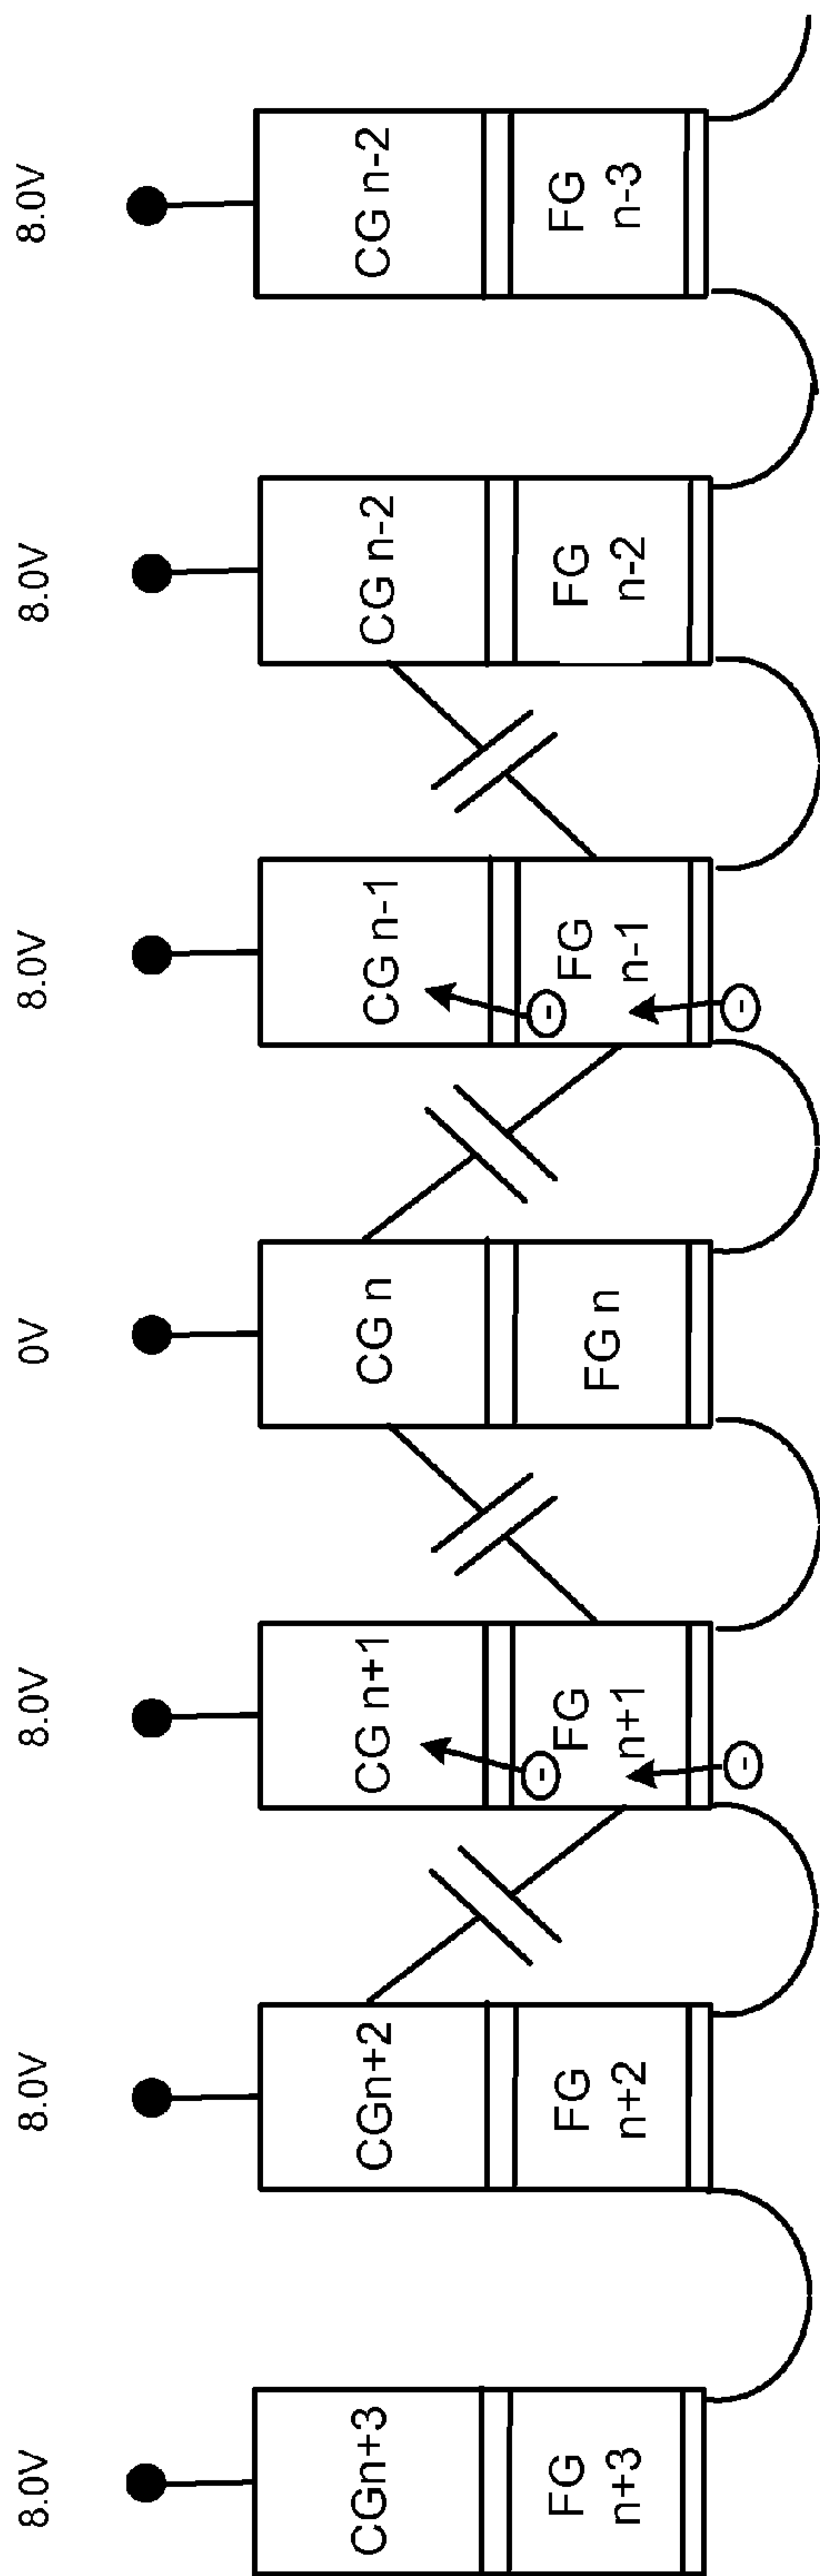 8.0V
8.0V
8.0V
0V
8.0V
8.0V
8.0V
CGn+3
CGn+2
CG n+1
CG n
CG n-1
CG n-2
CG n-2
FG
n+3
FG
n+2
FG
n+1
-
-
FG n
FG
n-1
-
-
FG
n-2
FG
n-3